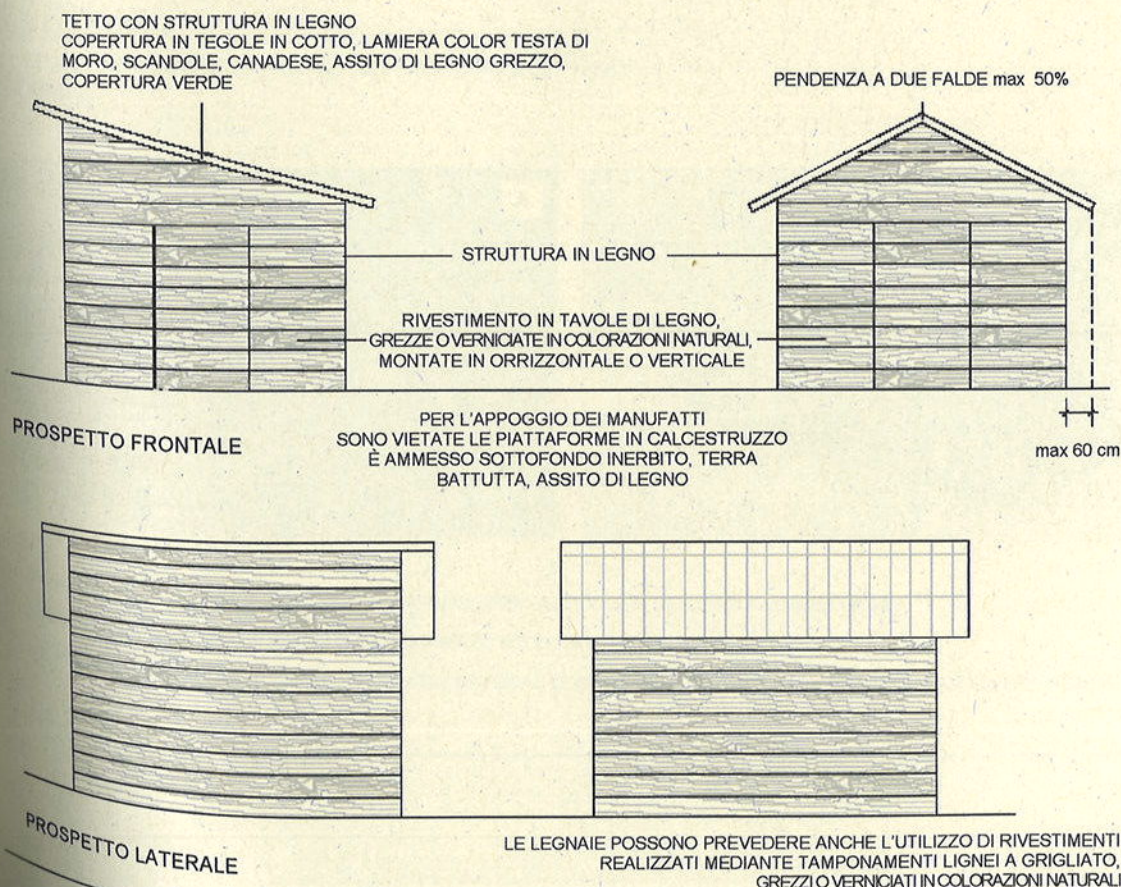 TETTO CON STRUTTURA IN LEGNO
COPERTURA IN TEGOLE IN COTTO, LAMIERA COLOR TESTA DI
MORO, SCANDOLE, CANADESE, ASSITO DI LEGNO GREZZO,
COPERTURA VERDE
PENDENZA A DUE FALDE max 50%
STRUTTURA IN LEGNO
RIVESTIMENTO IN TAVOLE DI LEGNO,
GREZZE O VERNICIATE IN COLORAZIONI NATURALI,
MONTATE IN ORRIZZONTALE O VERTICALE
PROSPETTO FRONTALE
PER L'APPOGGIO DEI MANUFATTI
SONO VIETATE LE PIATTAFORME IN CALCESTRUZZO
È AMMESSO SOTTOFONDO INERBITO, TERRA
BATTUTA, ASSITO DI LEGNO
max 60 cm
PROSPETTO LATERALE
LE LEGNAIE POSSONO PREVEDERE ANCHE L'UTILIZZO DI RIVESTIMENTI
REALIZZATI MEDIANTE TAMPONAMENTI LIGNEI A GRIGLIATO,
GREZZI O VERNICIATI IN COLORAZIONI NATURALI